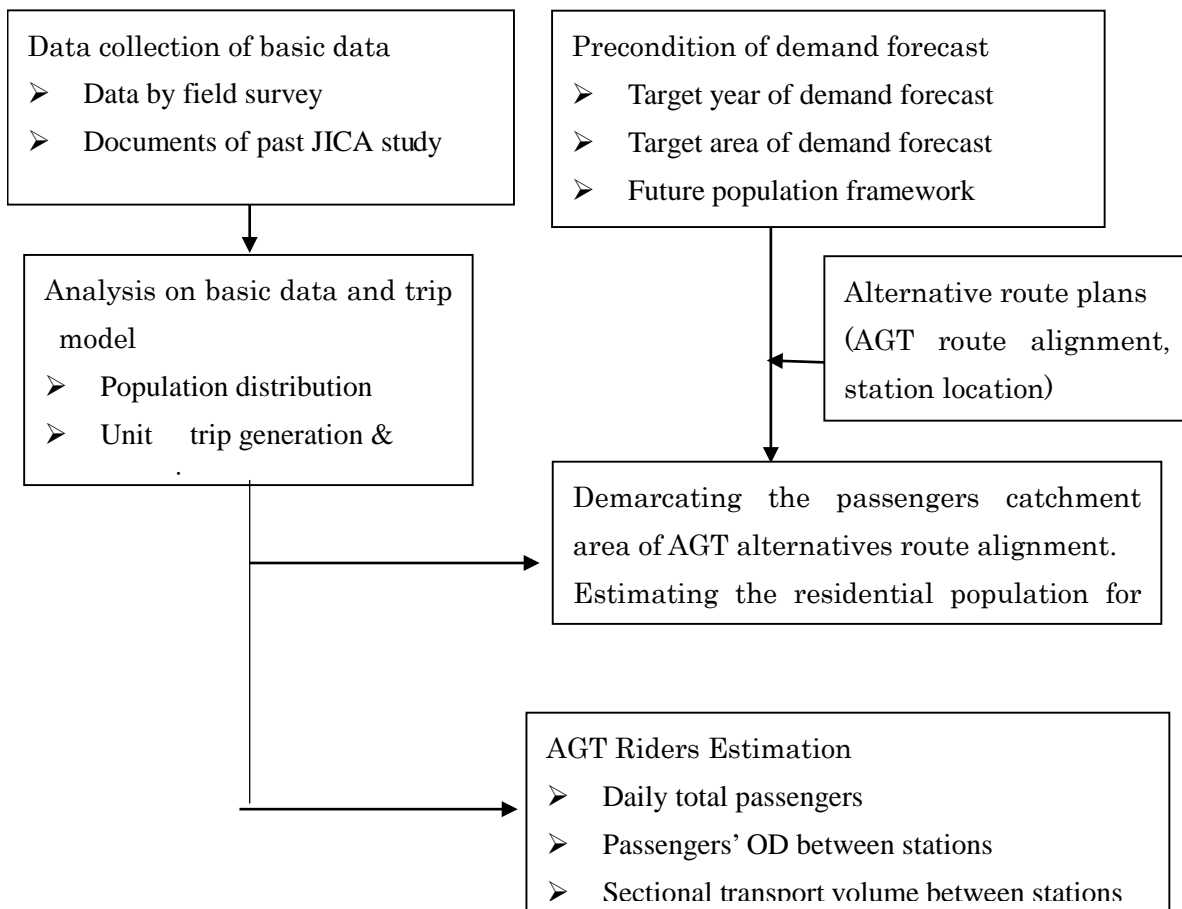 Data collection of basic data
➢ Data by field survey
➢ Documents of past JICA study
Precondition of demand forecast
➢ Target year of demand forecast
➢ Target area of demand forecast
➢ Future population framework
Analysis on basic data and trip
model
➢ Population distribution
➢ Unit trip generation &
Alternative route plans
(AGT route alignment,
station location)
Demarcating the passengers catchment
area of AGT alternatives route alignment.
Estimating the residential population for
AGT Riders Estimation
➢ Daily total passengers
➢ Passengers’ OD between stations
➢ Sectional transport volume between stations